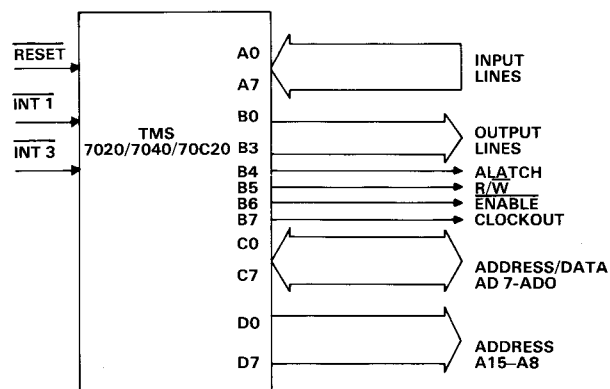 RESET
INT 1
INT 3
TMS
7020/7040/70C20
A0
A7
B0
B3
B4
B5
B6
B7
C0
C7
D0
D7
INPUT
LINES
OUTPUT
LINES
ALATCH
R/W
ENABLE
CLOCKOUT
ADDRESS/DATA
AD 7-ADO
ADDRESS
A15–A8